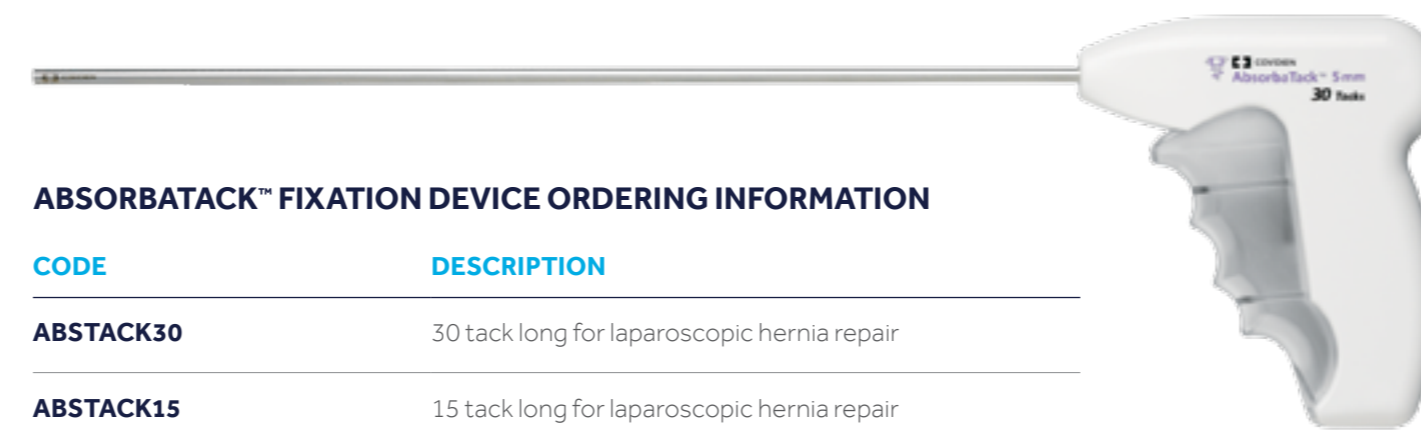 COVIDIEN
AbsorbaTack™ 5mm
30 Tacks
ABSORBATACK™ FIXATION DEVICE ORDERING INFORMATION
CODE DESCRIPTION
ABSTACK30 30 tack long for laparoscopic hernia repair
ABSTACK15 15 tack long for laparoscopic hernia repair